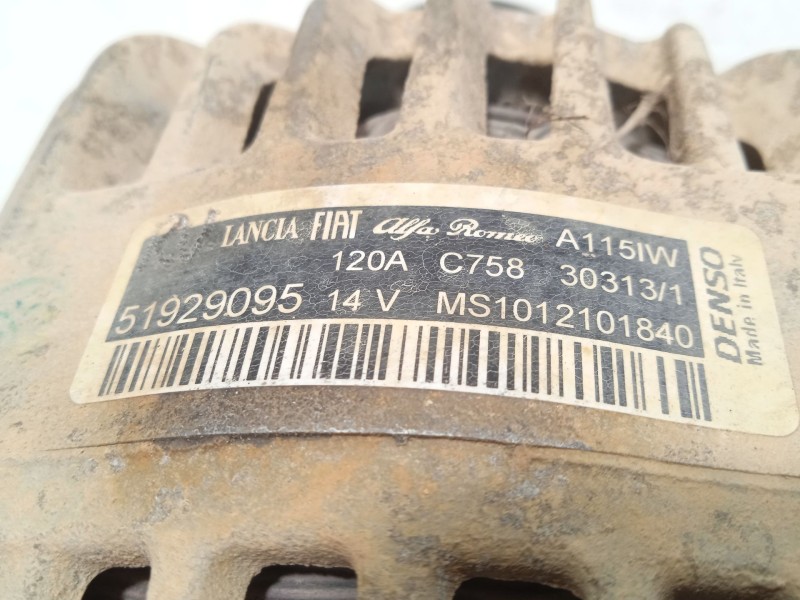 LANCIA FIAT Alfa Romeo A115IW
120A C758 30313/1
51929095 14 V MS1012101840
DENSO
Made in Italy